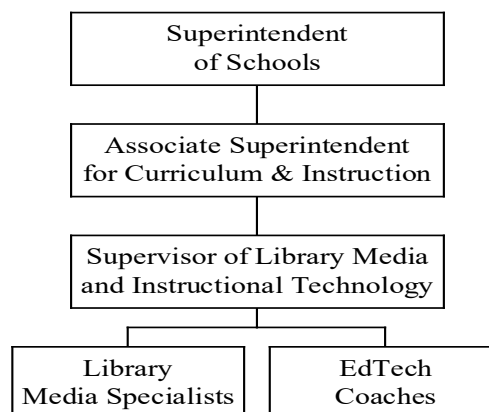 Superintendent
of Schools
Associate Superintendent
for Curriculum & Instruction
Supervisor of Library Media
and Instructional Technology
Library
Media Specialists
EdTech
Coaches